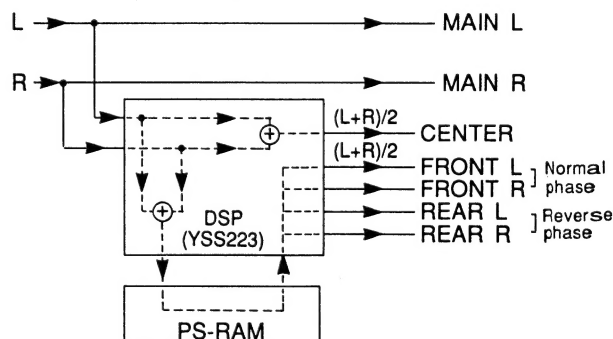 L
MAIN L
R
MAIN R
(L+R)/2
CENTER
(L+R)/2
FRONT L
Normal
phase
FRONT R
REAR L
Reverse
phase
REAR R
DSP
(YSS223)
PS-RAM